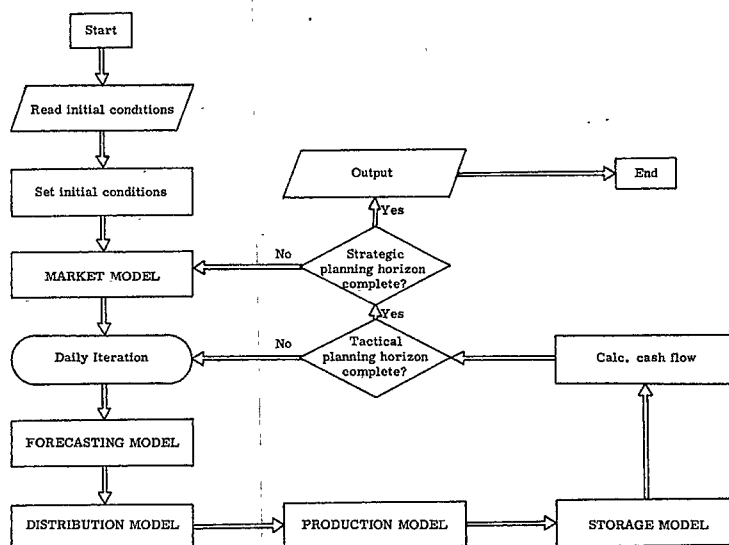 Start
Read initial conditions
Set initial conditions
MARKET MODEL
Daily Iteration
FORECASTING MODEL
DISTRIBUTION MODEL
PRODUCTION MODEL
STORAGE MODEL
Calc. cash flow
Tactical
planning horizon
complete?
No
Yes
Strategic
planning horizon
complete?
No
Yes
Output
End